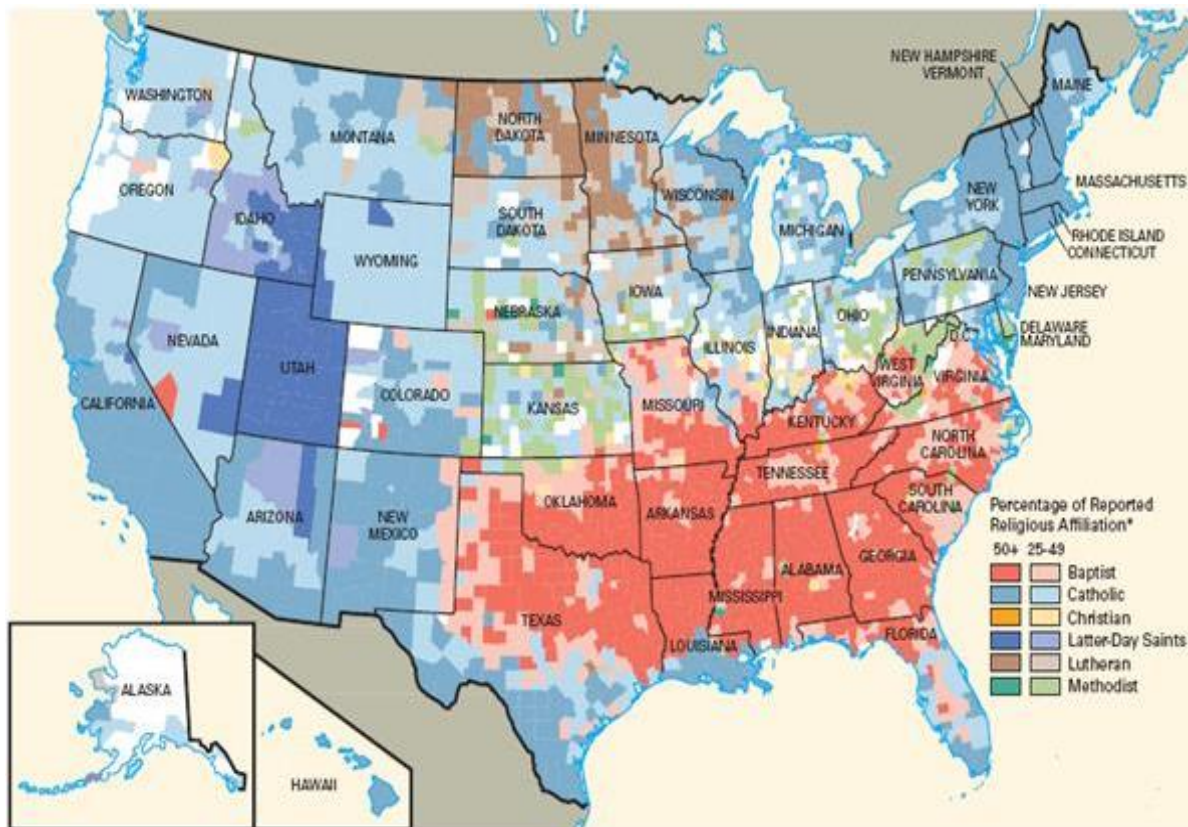 NEW HAMPSHIRE
VERMONT
MAINE
WASHINGTON
MONTANA
NORTH
DAKOTA
MINNESOTA
OREGON
IDAHO
SOUTH
DAKOTA
WISCONSIN
MICHIGAN
NEW
YORK
MASSACHUSETTS
RHODE ISLAND
CONNECTICUT
WYOMING
IOWA
PENNSYLVANIA
NEW JERSEY
NEBRASKA
NEVADA
UTAH
COLORADO
ILLINOIS
INDIANA
OHIO
DELAWARE
MARYLAND
D.C.
WEST
VIRGINIA
VIRGINIA
CALIFORNIA
KANSAS
MISSOURI
KENTUCKY
NORTH
CAROLINA
TENNESSEE
OKLAHOMA
ARKANSAS
SOUTH
CAROLINA
ARIZONA
NEW
MEXICO
GEORGIA
ALABAMA
MISSISSIPPI
TEXAS
LOUISIANA
FLORIDA
Percentage of Reported
Religious Affiliation*
50+ 25-49
Baptist
Catholic
Christian
Latter-Day Saints
Lutheran
Methodist
ALASKA
HAWAII